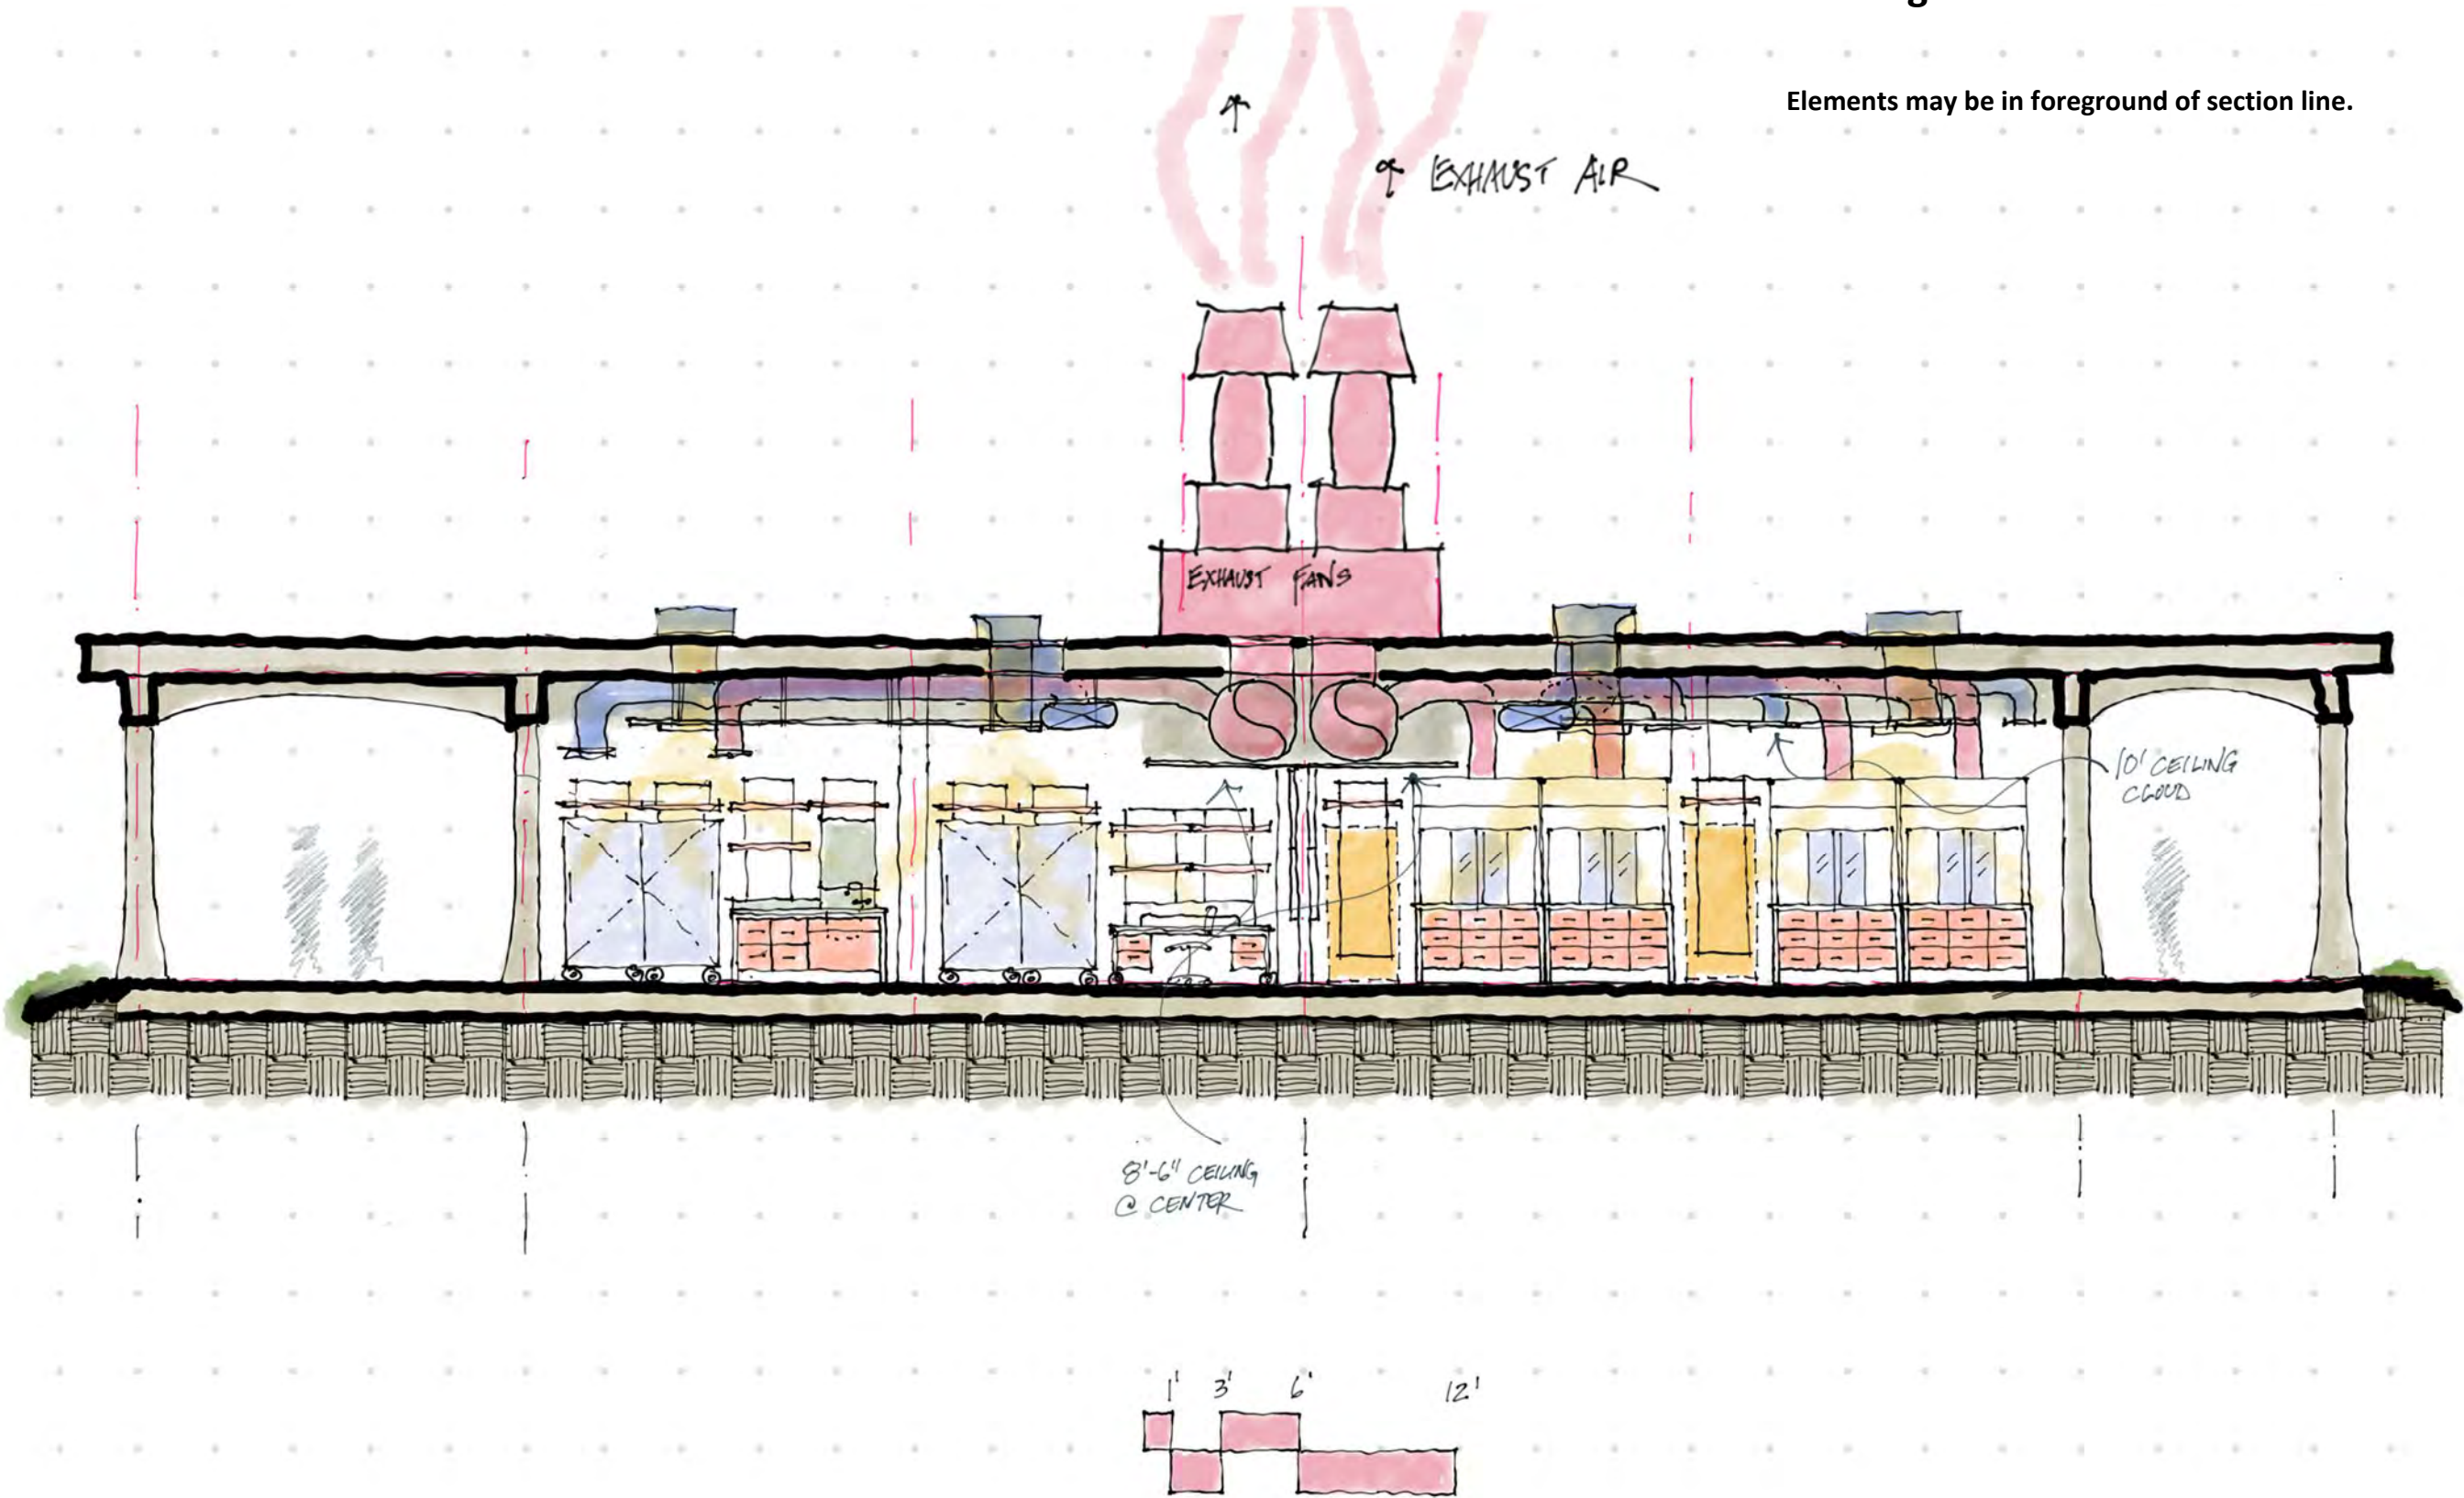 Elements may be in foreground of section line.
EXHAUST AIR
EXHAUST FANS
10' CEILING
CLOUD
8'-6" CEILING
@ CENTER
1' 3' 6' 12'